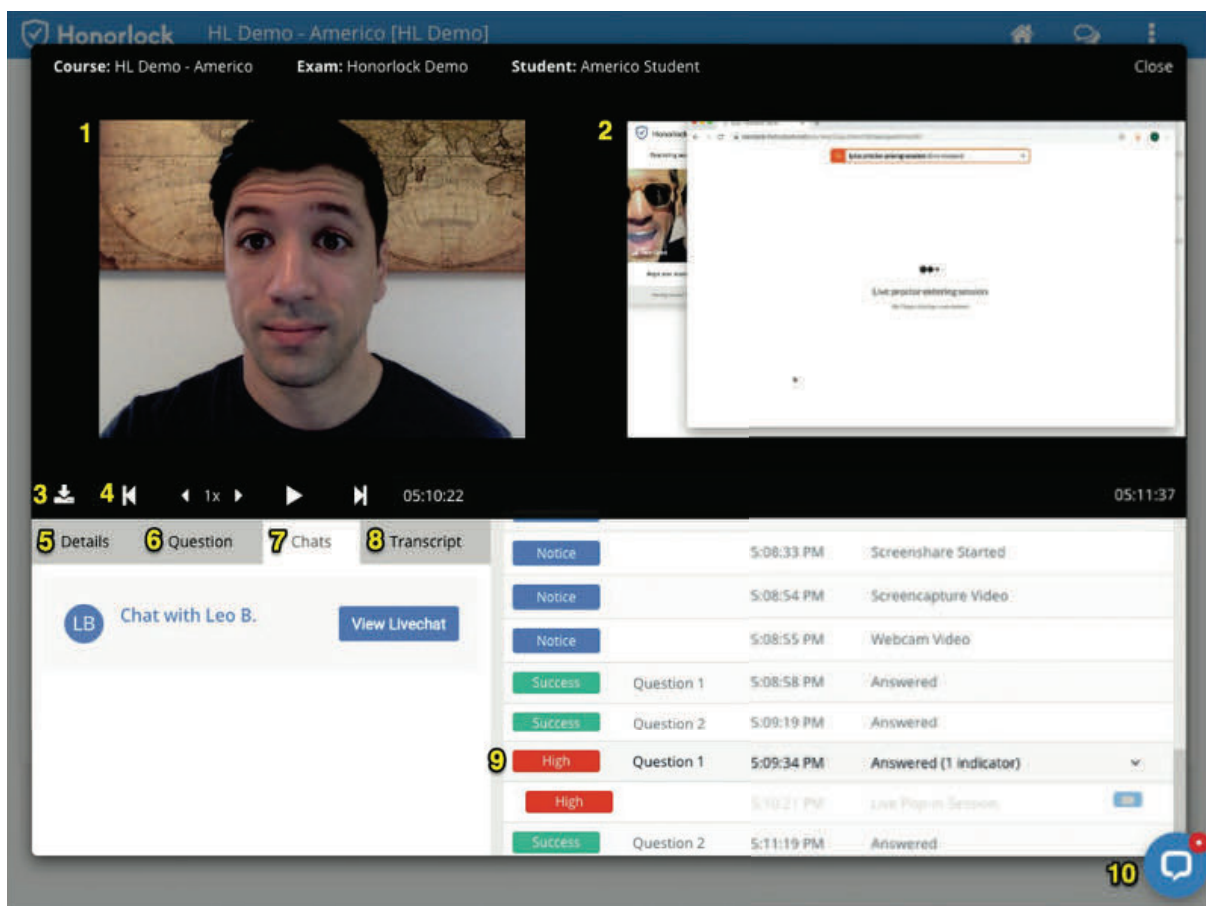 Honorlock HL Demo - Americo [HL Demo]
Course: HL Demo - Americo Exam: Honorlock Demo Student: Americo Student Close
1
2
Live proctor entering session
3 4 1x 05:10:22 05:11:37
5 Details 6 Question 7 Chats 8 Transcript
LB Chat with Leo B. View Livechat
Notice 5:08:33 PM Screenshare Started
Notice 5:08:54 PM Screencapture Video
Notice 5:08:55 PM Webcam Video
Success Question 1 5:08:58 PM Answered
Success Question 2 5:09:19 PM Answered
9 High Question 1 5:09:34 PM Answered (1 indicator)
High 5:10:21 PM Live Pop-in Session
Success Question 2 5:11:19 PM Answered
10